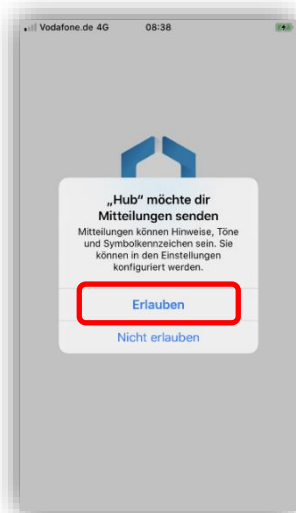 Vodafone.de 4G 08:38
„Hub“ möchte dir
Mitteilungen senden
Mitteilungen können Hinweise, Töne
und Symbolkennzeichen sein. Sie
können in den Einstellungen
konfiguriert werden.
Erlauben
Nicht erlauben